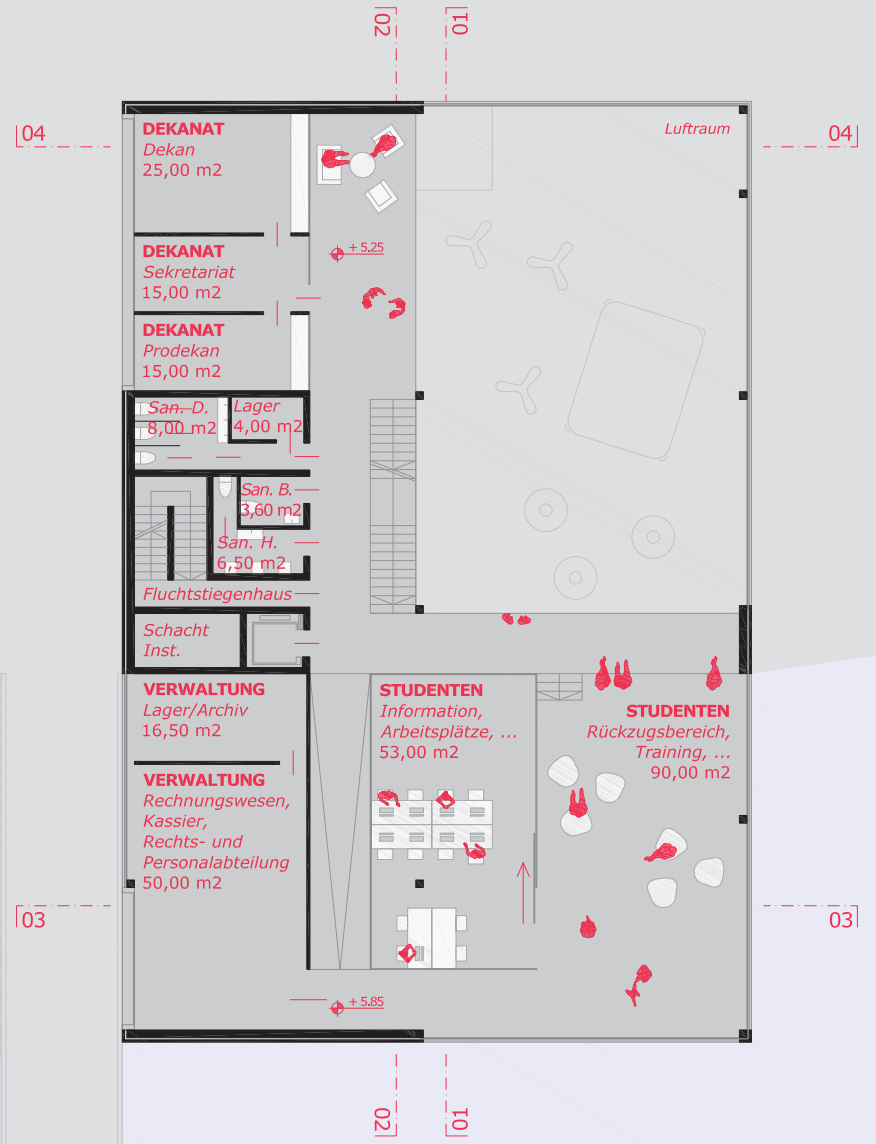 02
01
04
04
Luftraum
DEKANAT
Dekan
25,00 m2
+ 5.25
DEKANAT
Sekretariat
15,00 m2
DEKANAT
Prodekan
15,00 m2
San. D.
8,00 m2
Lager
4,00 m2
San. B.
3,60 m2
San. H.
6,50 m2
Fluchtstiegenhaus
Schacht
Inst.
VERWALTUNG
Lager/Archiv
16,50 m2
STUDENTEN
Information,
Arbeitsplätze, ...
53,00 m2
STUDENTEN
Rückzugsbereich,
Training, ...
90,00 m2
VERWALTUNG
Rechnungswesen,
Kassier,
Rechts- und
Personalabteilung
50,00 m2
03
03
+ 5.85
02
01